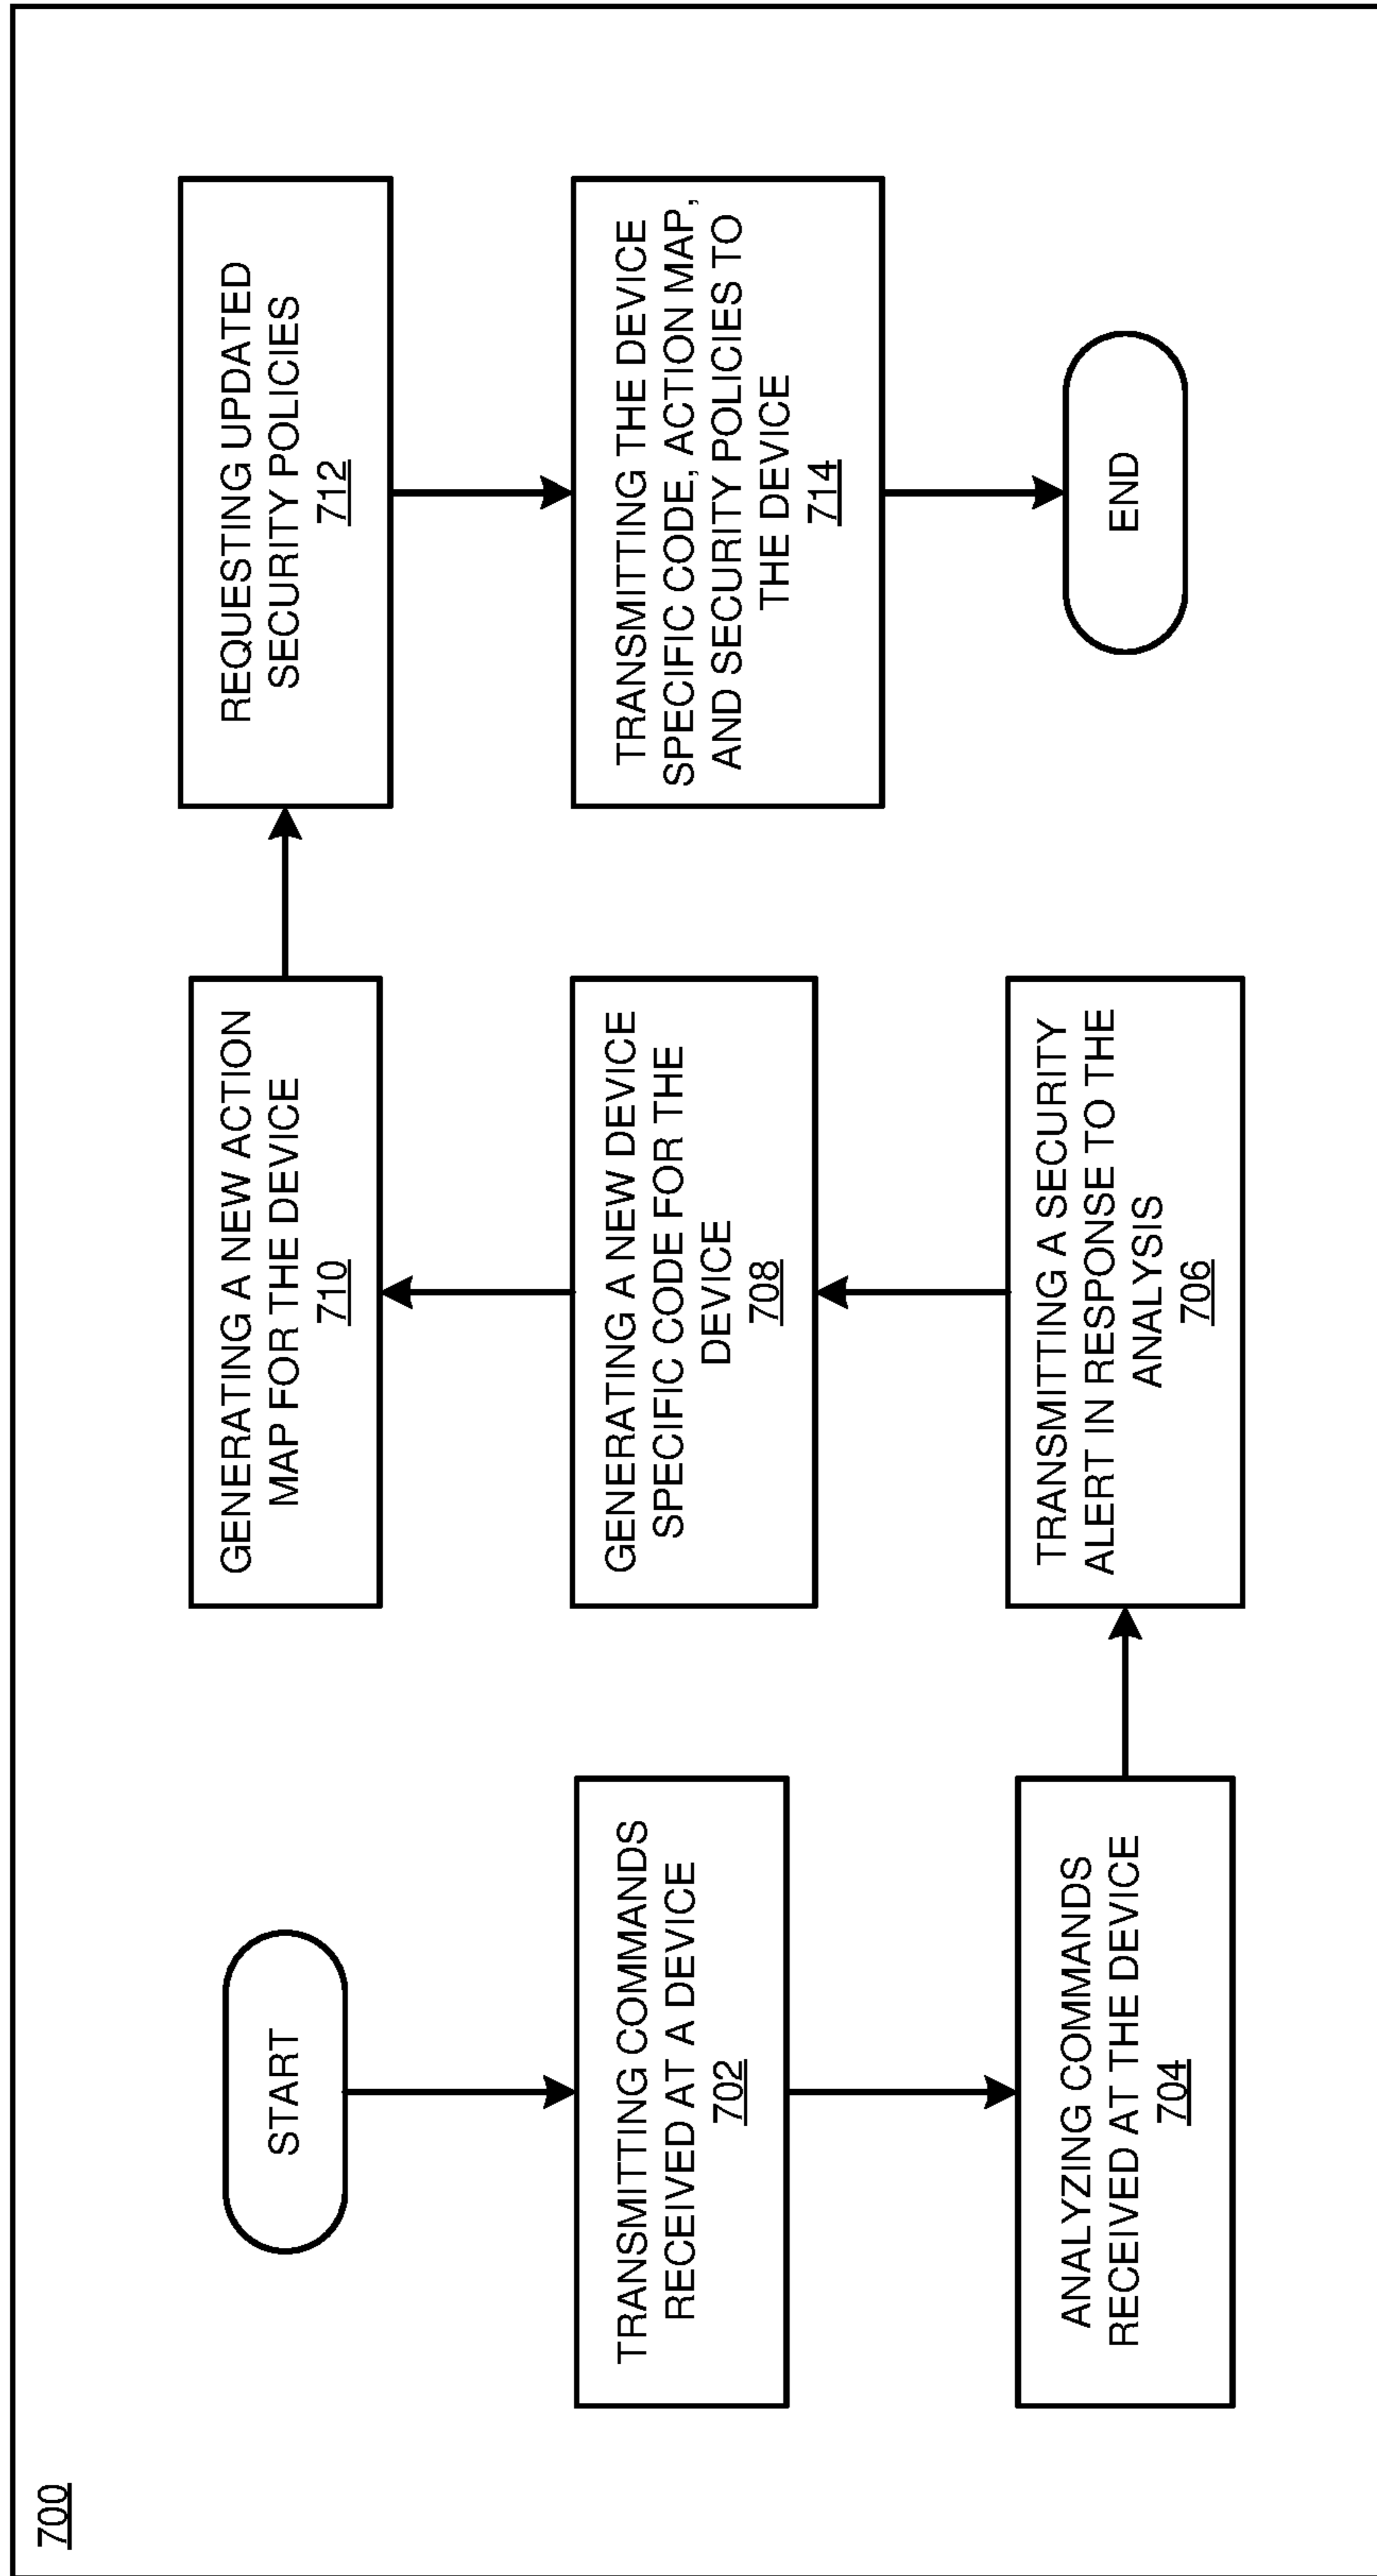 700
START
TRANSMITTING COMMANDS
RECEIVED AT A DEVICE
702
ANALYZING COMMANDS
RECEIVED AT THE DEVICE
704
TRANSMITTING A SECURITY
ALERT IN RESPONSE TO THE
ANALYSIS
706
GENERATING A NEW DEVICE
SPECIFIC CODE FOR THE
DEVICE
708
GENERATING A NEW ACTION
MAP FOR THE DEVICE
710
REQUESTING UPDATED
SECURITY POLICIES
712
TRANSMITTING THE DEVICE
SPECIFIC CODE, ACTION MAP,
AND SECURITY POLICIES TO
THE DEVICE
714
END